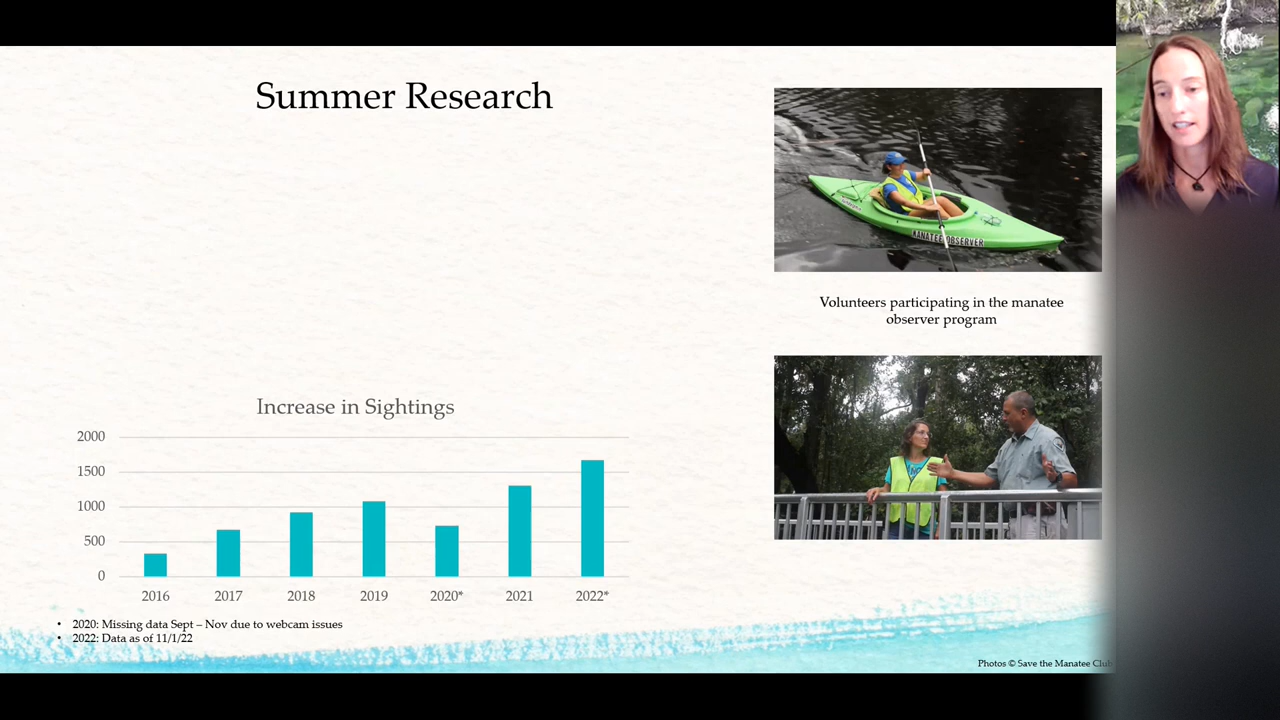 Summer Research
MANATEE OBSERVER
Volunteers participating in the manatee
observer program
Increase in Sightings
2000
1500
1000
500
0
2016
2017
2018
2019
2020*
2021
2022*
• 2020: Missing data Sept – Nov due to webcam issues
• 2022: Data as of 11/1/22
Photos © Save the Manatee Club